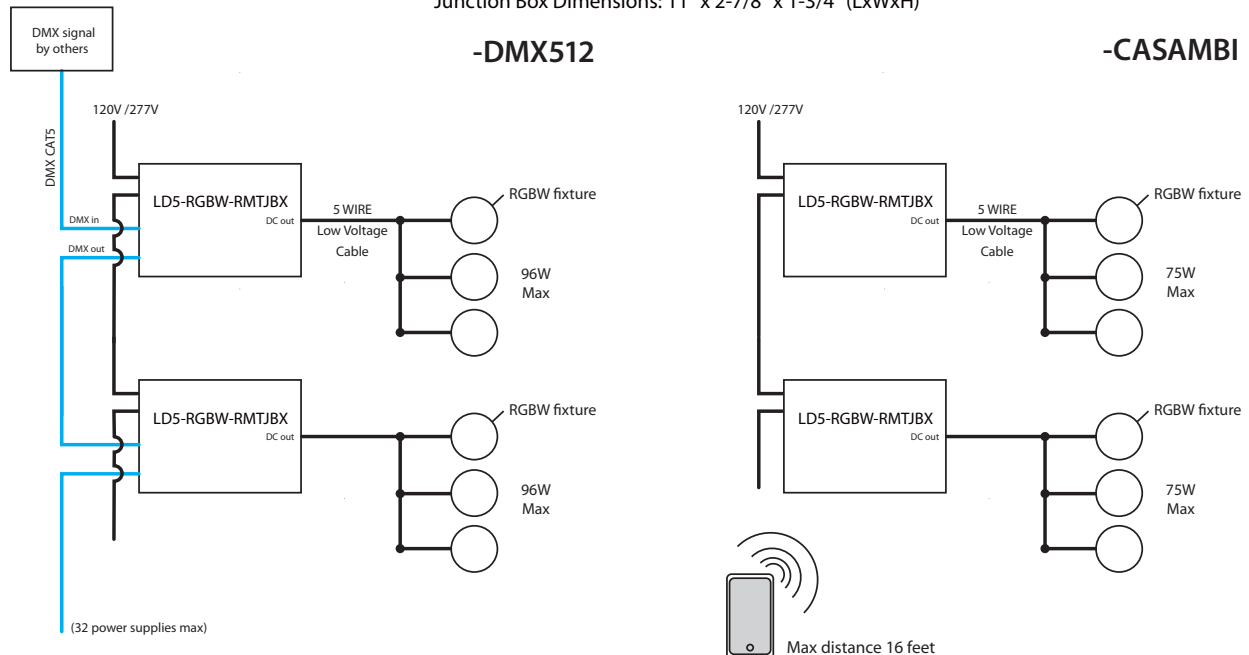 Junction Box Dimensions: 11" x 2-7/8" x 1-3/4" (LxWxH)
DMX signal
by others
-DMX512
-CASAMBI
120V /277V
DMX CAT5
LD5-RGBW-RMTJBX
DC out
DMX in
DMX out
5 WIRE
Low Voltage
Cable
RGBW fixture
96W
Max
LD5-RGBW-RMTJBX
DC out
RGBW fixture
96W
Max
(32 power supplies max)
120V /277V
LD5-RGBW-RMTJBX
DC out
5 WIRE
Low Voltage
Cable
RGBW fixture
75W
Max
LD5-RGBW-RMTJBX
DC out
RGBW fixture
75W
Max
Max distance 16 feet